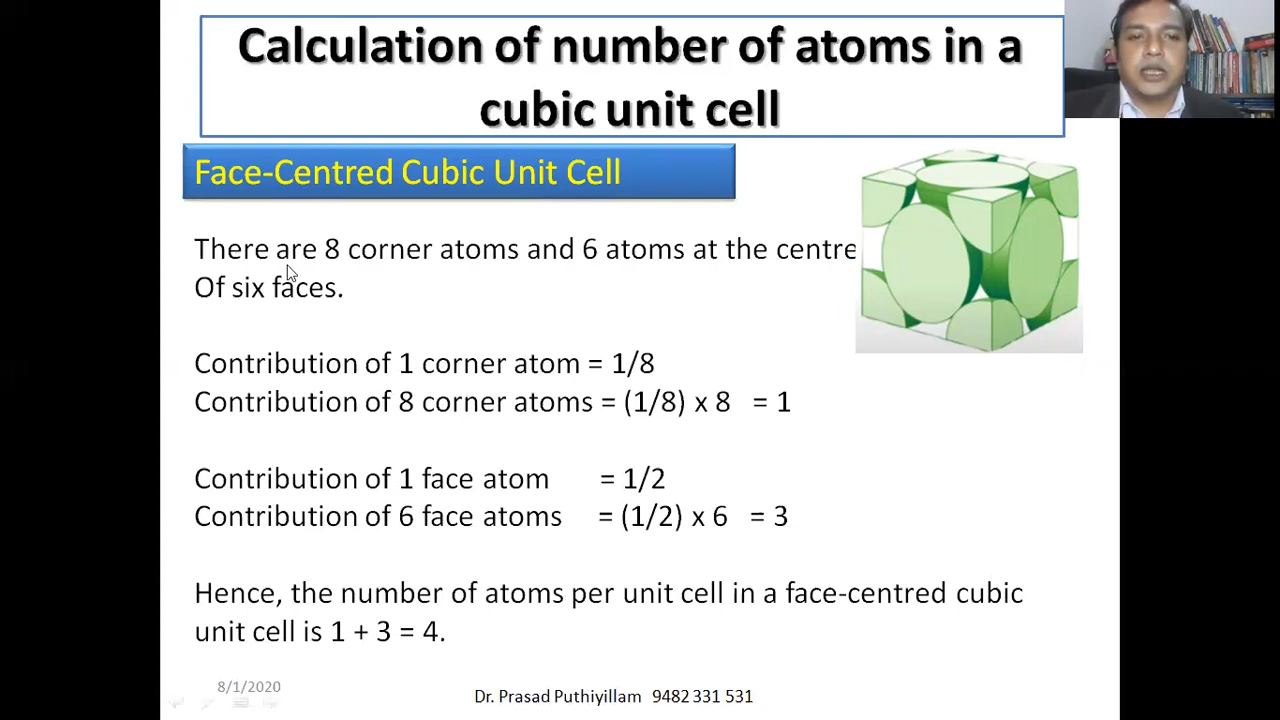 Calculation of number of atoms in a
cubic unit cell
Face-Centred Cubic Unit Cell
There are 8 corner atoms and 6 atoms at the centre
Of six faces.
Contribution of 1 corner atom = 1/8
Contribution of 8 corner atoms = (1/8) x 8 = 1
Contribution of 1 face atom = 1/2
Contribution of 6 face atoms = (1/2) x 6 = 3
Hence, the number of atoms per unit cell in a face-centred cubic
unit cell is 1 + 3 = 4.
8/1/2020
Dr. Prasad Puthiyillam 9482 331 531